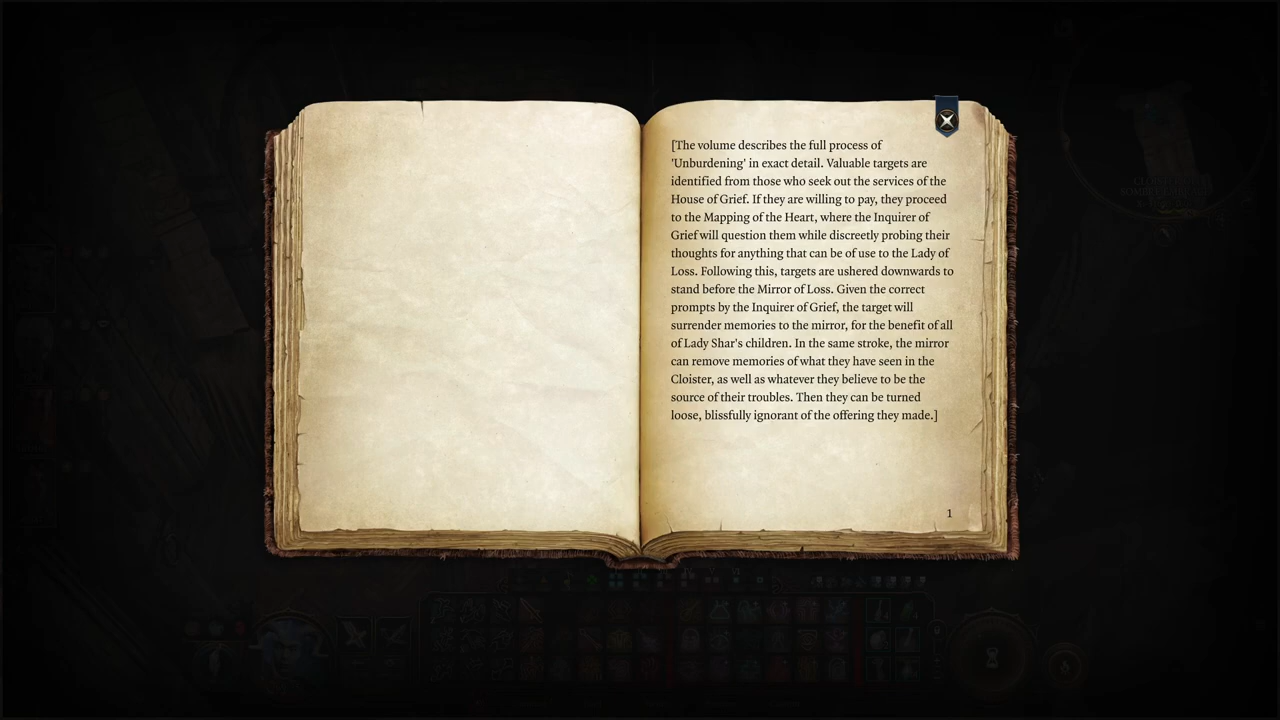 [The volume describes the full process of
'Unburdening' in exact detail. Valuable targets are
identified from those who seek out the services of the
House of Grief. If they are willing to pay, they proceed
to the Mapping of the Heart, where the Inquirer of
Grief will question them while discreetly probing their
thoughts for anything that can be of use to the Lady of
Loss. Following this, targets are ushered downwards to
stand before the Mirror of Loss. Given the correct
prompts by the Inquirer of Grief, the target will
surrender memories to the mirror, for the benefit of all
of Lady Shar's children. In the same stroke, the mirror
can remove memories of what they have seen in the
Cloister, as well as whatever they believe to be the
source of their troubles. Then they can be turned
loose, blissfully ignorant of the offering they made.]
1